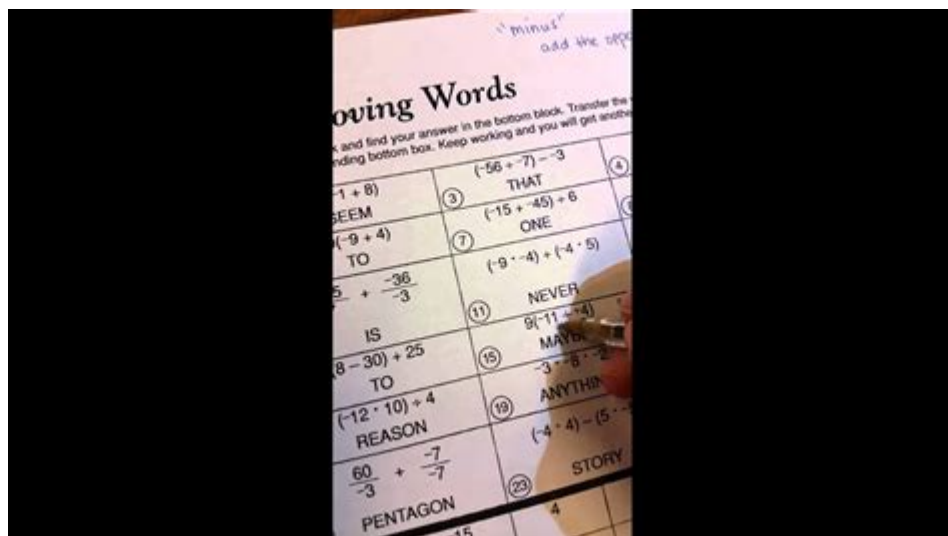 "minus"
add the oppo
oving Words
k and find your answer in the bottom block. Transfer the
nding bottom box. Keep working and you will get anothe
-1 + 8)
SEEM
3
(-56 ÷ -7) – -3
THAT
4
(-9 + 4)
TO
7
(-15 + -45) ÷ 6
ONE
5 + -36/-3
IS
11
(-9 · -4) + (-4 · 5)
NEVER
8 – 30) + 25
TO
15
9(-11 + -4)
(-12 · 10) ÷ 4
REASON
19
-3 · -8 · -2
ANYTHIN
60/-3 + -7/-7
PENTAGON
23
(-4 · 4) – (5 · -
STORY
15
4